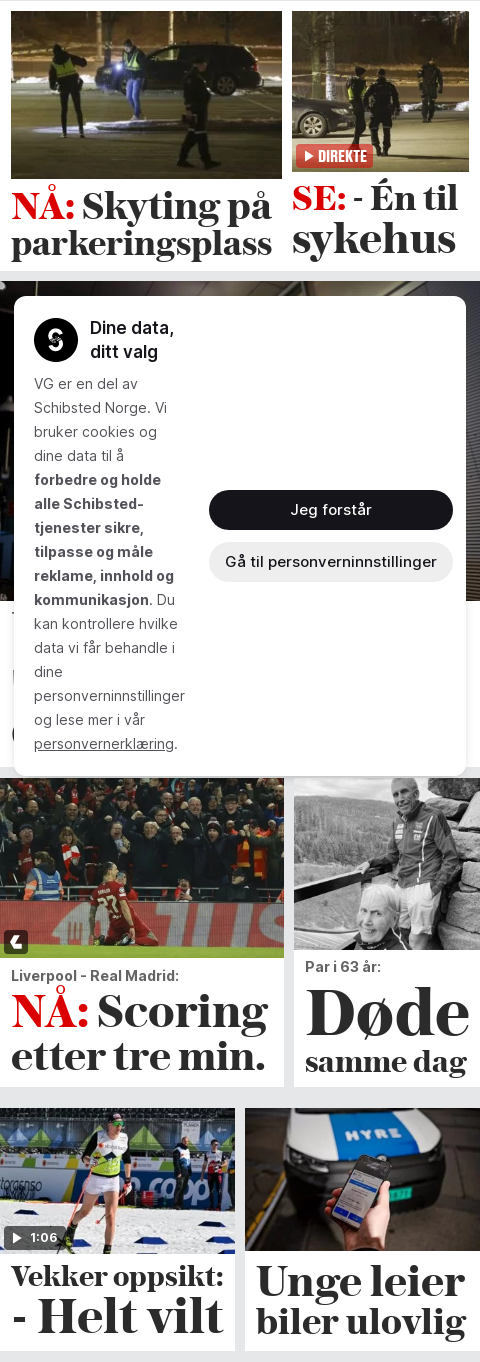 NÅ: Skyting på
parkeringsplass
DIREKTE
SE: - Én til
sykehus
Dine data,
ditt valg
VG er en del av
Schibsted Norge. Vi
bruker cookies og
dine data til å
forbedre og holde
alle Schibsted-
tjenester sikre,
tilpasse og måle
reklame, innhold og
kommunikasjon. Du
kan kontrollere hvilke
data vi får behandle i
dine
personverninnstillinger
og lese mer i vår
personvernerklæring.
Jeg forstår
Gå til personverninnstillinger
Liverpool - Real Madrid:
NÅ: Scoring
etter tre min.
23
Par i 63 år:
Døde
samme dag
coop
1:06
Vekker oppsikt:
- Helt vilt
HYRE
Unge leier
biler ulovlig